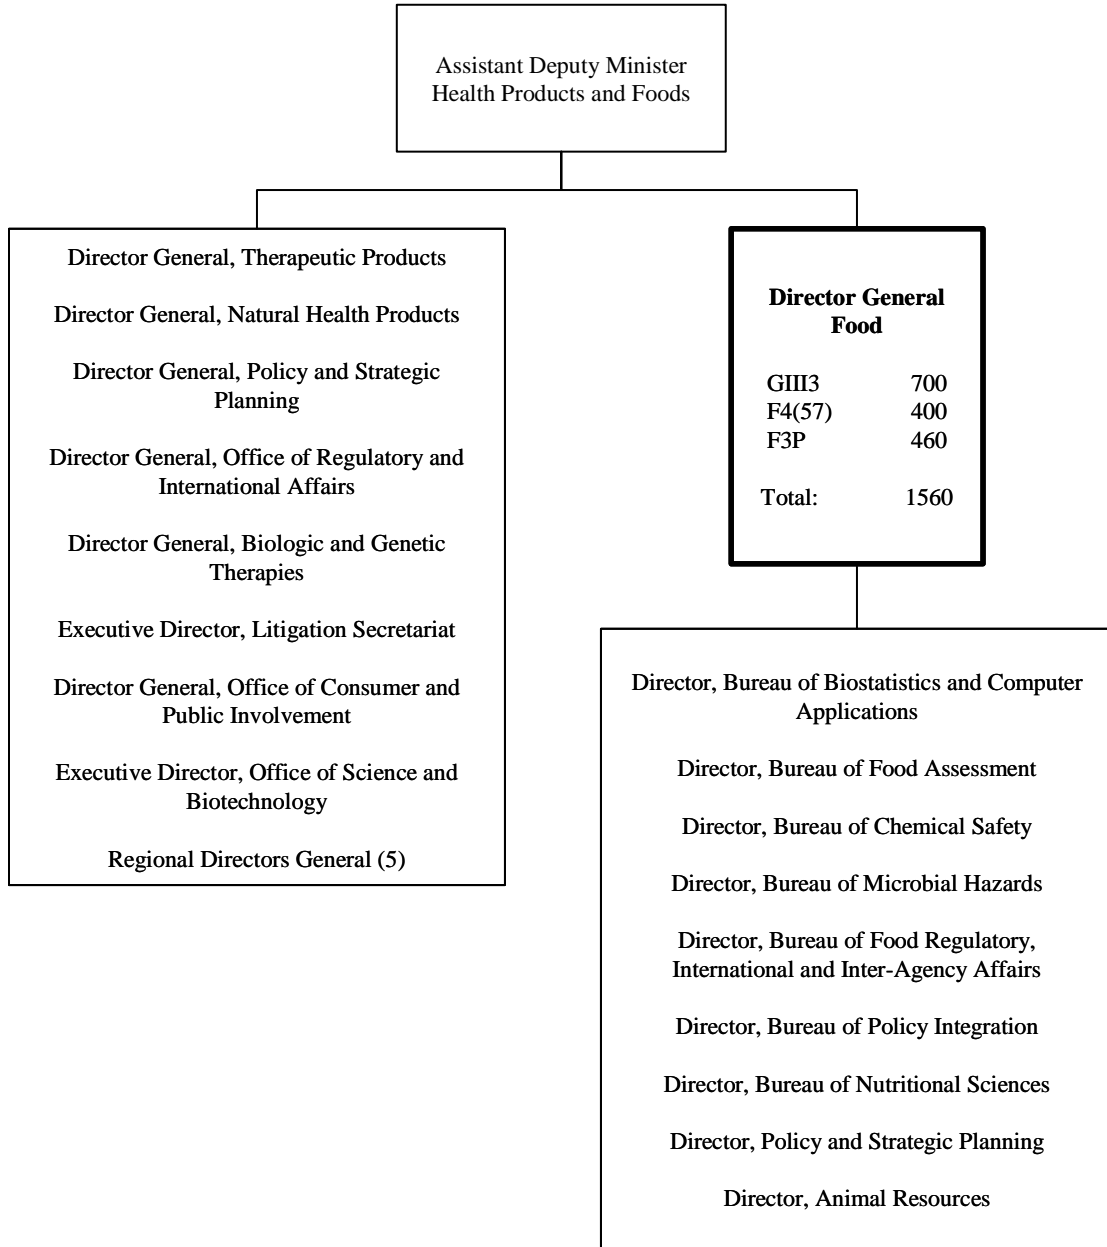 Assistant Deputy Minister
Health Products and Foods
Director General, Therapeutic Products
Director General, Natural Health Products
Director General, Policy and Strategic
Planning
Director General, Office of Regulatory and
International Affairs
Director General, Biologic and Genetic
Therapies
Executive Director, Litigation Secretariat
Director General, Office of Consumer and
Public Involvement
Executive Director, Office of Science and
Biotechnology
Regional Directors General (5)
Director General
Food
GIII3 700
F4(57) 400
F3P 460
Total: 1560
Director, Bureau of Biostatistics and Computer
Applications
Director, Bureau of Food Assessment
Director, Bureau of Chemical Safety
Director, Bureau of Microbial Hazards
Director, Bureau of Food Regulatory,
International and Inter-Agency Affairs
Director, Bureau of Policy Integration
Director, Bureau of Nutritional Sciences
Director, Policy and Strategic Planning
Director, Animal Resources